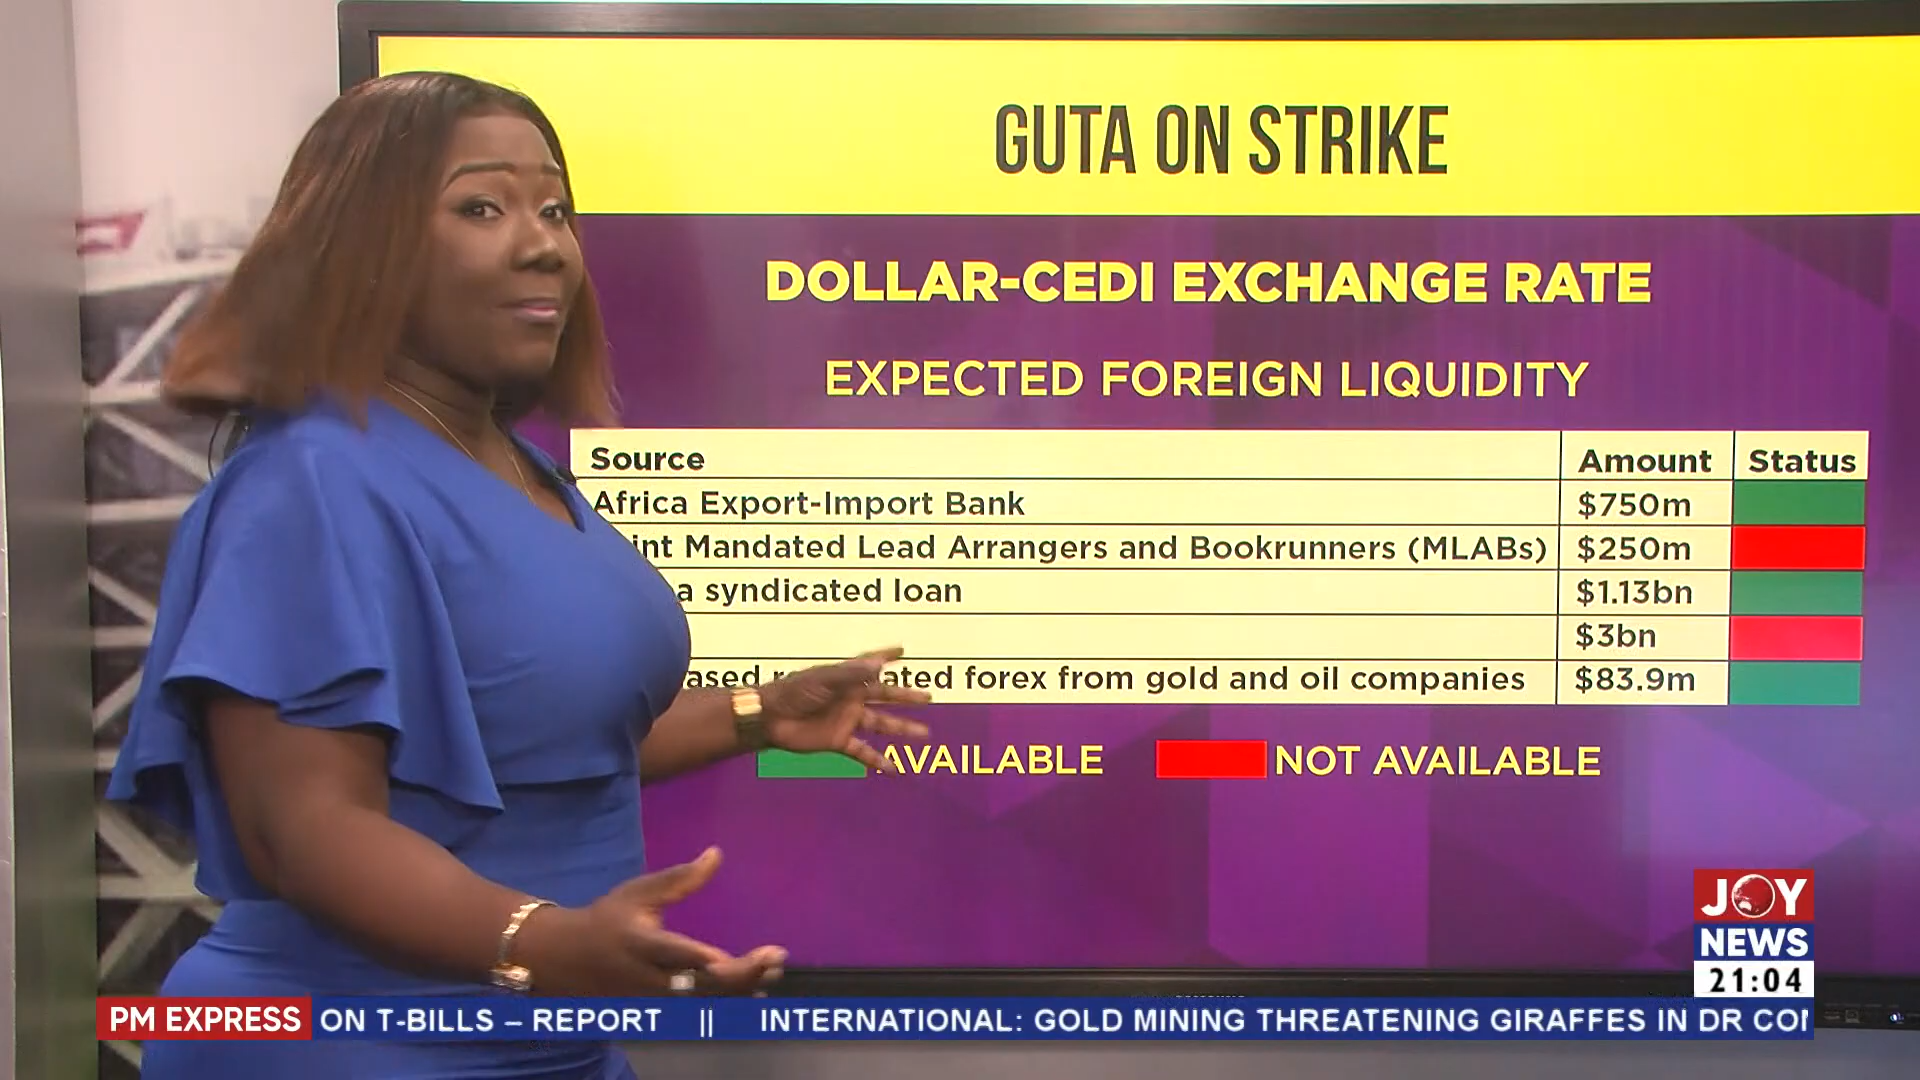 GUTA ON STRIKE
DOLLAR-CEDI EXCHANGE RATE
EXPECTED FOREIGN LIQUIDITY
Source Amount Status
Africa Export-Import Bank $750m
Mandated Lead Arrangers and Bookrunners (MLABs) $250m
syndicated loan $1.13bn
$3bn
forex from gold and oil companies $83.9m
AVAILABLE NOT AVAILABLE
JOY
NEWS
21:04
PM EXPRESS ON T-BILLS – REPORT || INTERNATIONAL: GOLD MINING THREATENING GIRAFFES IN DR